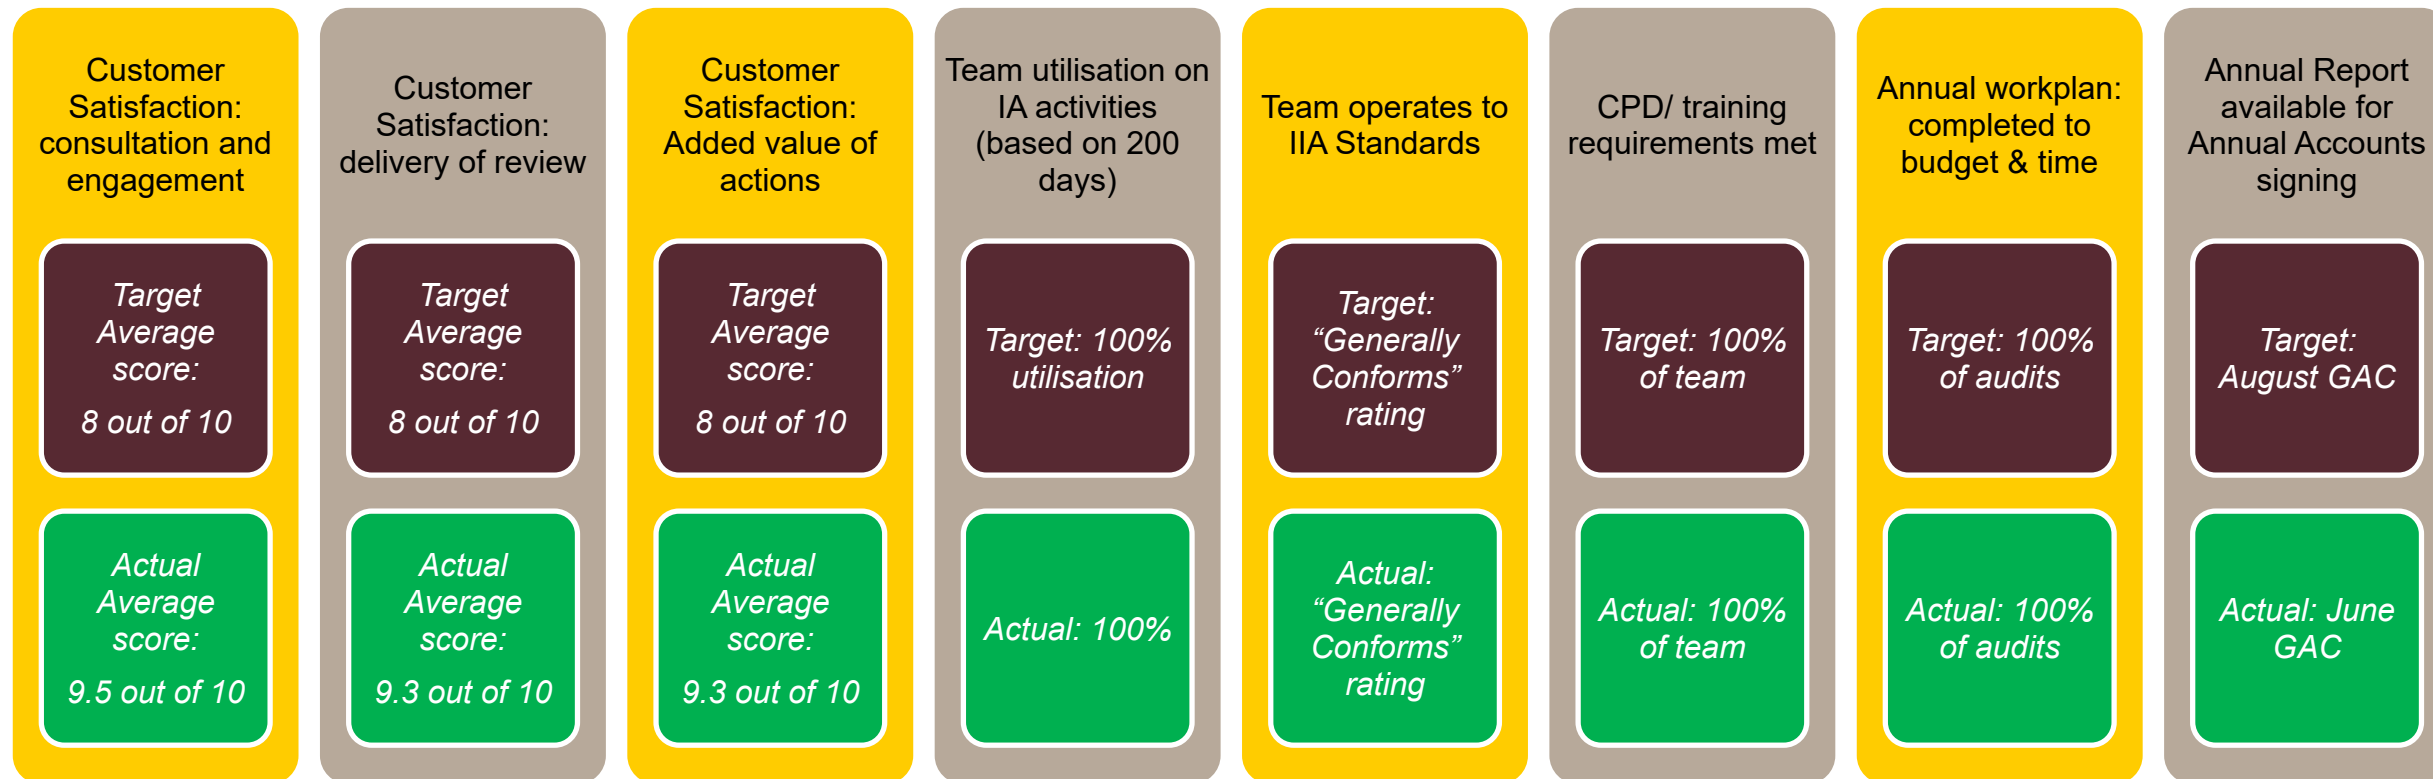 Customer
Satisfaction:
consultation and
engagement
Target
Average
score:
8 out of 10
Actual
Average
score:
9.5 out of 10
Customer
Satisfaction:
delivery of review
Target
Average
score:
8 out of 10
Actual
Average
score:
9.3 out of 10
Customer
Satisfaction:
Added value of
actions
Target
Average
score:
8 out of 10
Actual
Average
score:
9.3 out of 10
Team utilisation on
IA activities
(based on 200
days)
Target: 100%
utilisation
Actual: 100%
Team operates to
IIA Standards
Target:
“Generally
Conforms”
rating
Actual:
“Generally
Conforms”
rating
CPD/ training
requirements met
Target: 100%
of team
Actual: 100%
of team
Annual workplan:
completed to
budget & time
Target: 100%
of audits
Actual: 100%
of audits
Annual Report
available for
Annual Accounts
signing
Target:
August GAC
Actual: June
GAC